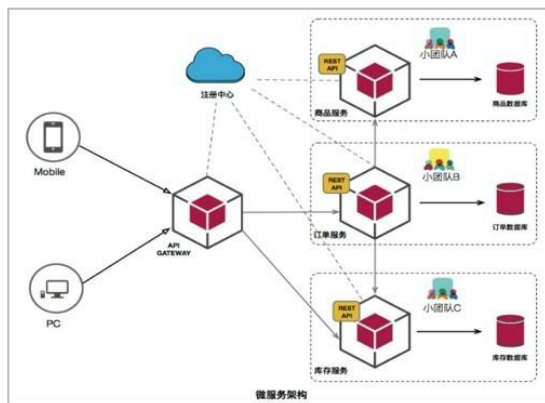 小团队A
REST
API
注册中心
商品服务
商品数据库
Mobile
小团队B
REST
API
API
GATEWAY
订单服务
订单数据库
PC
小团队C
REST
API
库存服务
库存数据库
微服务架构